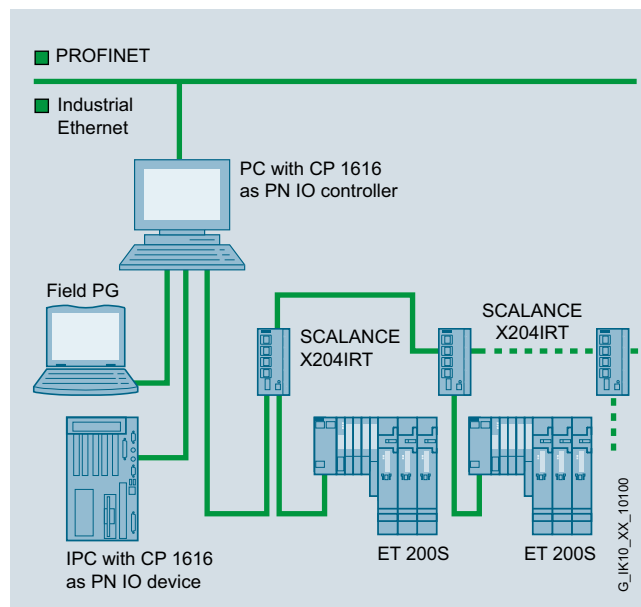 PROFINET
Industrial
Ethernet
PC with CP 1616
as PN IO controller
Field PG
SCALANCE
X204IRT
SCALANCE
X204IRT
IPC with CP 1616
as PN IO device
ET 200S
ET 200S
G_IK10_XX_10100